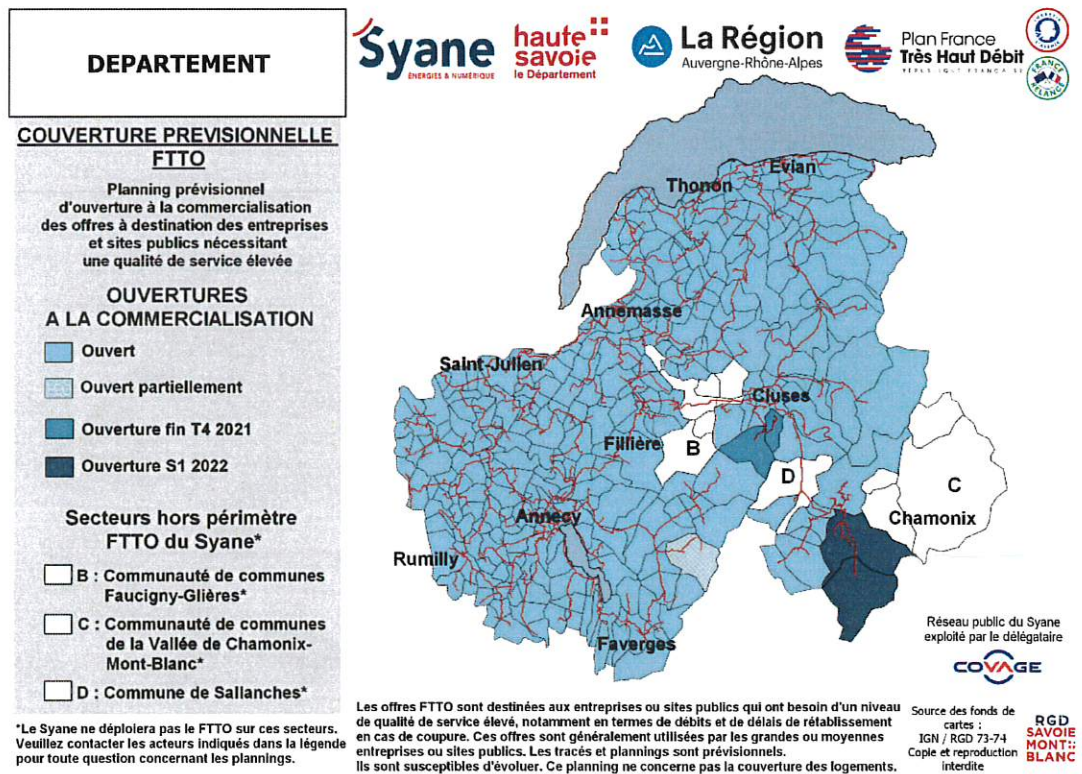 DEPARTEMENT
Syane
ÉNERGIES & NUMÉRIQUE
haute
savoie
le Département
La Région
Auvergne-Rhône-Alpes
Plan France
Très Haut Débit
RÉPUBLIQUE FRANÇAISE
FRANCE
RELANCE
COUVERTURE PREVISIONNELLE
FTTO
Planning prévisionnel
d'ouverture à la commercialisation
des offres à destination des entreprises
et sites publics nécessitant
une qualité de service élevée
OUVERTURES
A LA COMMERCIALISATION
Ouvert
Ouvert partiellement
Ouverture fin T4 2021
Ouverture S1 2022
Secteurs hors périmètre
FTTO du Syane*
B : Communauté de communes
Faucigny-Glières*
C : Communauté de communes
de la Vallée de Chamonix-
Mont-Blanc*
D : Commune de Sallanches*
*Le Syane ne déploiera pas le FTTO sur ces secteurs.
Veuillez contacter les acteurs indiqués dans la légende
pour toute question concernant les plannings.
Evian
Thonon
Annemasse
Saint-Julien
Cluses
Fillière
B
D
C
Chamonix
Annecy
Rumilly
Faverges
Réseau public du Syane
exploité par le délégataire
COVAGE
Les offres FTTO sont destinées aux entreprises ou sites publics qui ont besoin d'un niveau
de qualité de service élevé, notamment en termes de débits et de délais de rétablissement
en cas de coupure. Ces offres sont généralement utilisées par les grandes ou moyennes
entreprises ou sites publics. Les tracés et plannings sont prévisionnels.
Ils sont susceptibles d'évoluer. Ce planning ne concerne pas la couverture des logements.
Source des fonds de
cartes :
IGN / RGD 73-74
Copie et reproduction
interdite
RGD
SAVOIE
MONT::
BLANC